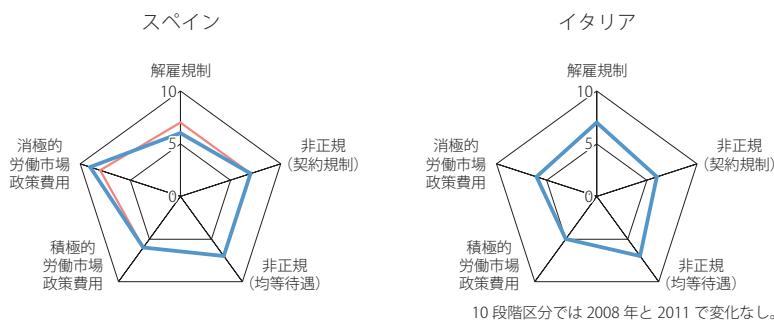 スペイン
解雇規制
10
5
0
非正規
（契約規制）
非正規
（均等待遇）
積極的
労働市場
政策費用
消極的
労働市場
政策費用
イタリア
解雇規制
10
5
0
非正規
（契約規制）
非正規
（均等待遇）
積極的
労働市場
政策費用
消極的
労働市場
政策費用
10 段階区分では 2008 年と 2011 で変化なし。